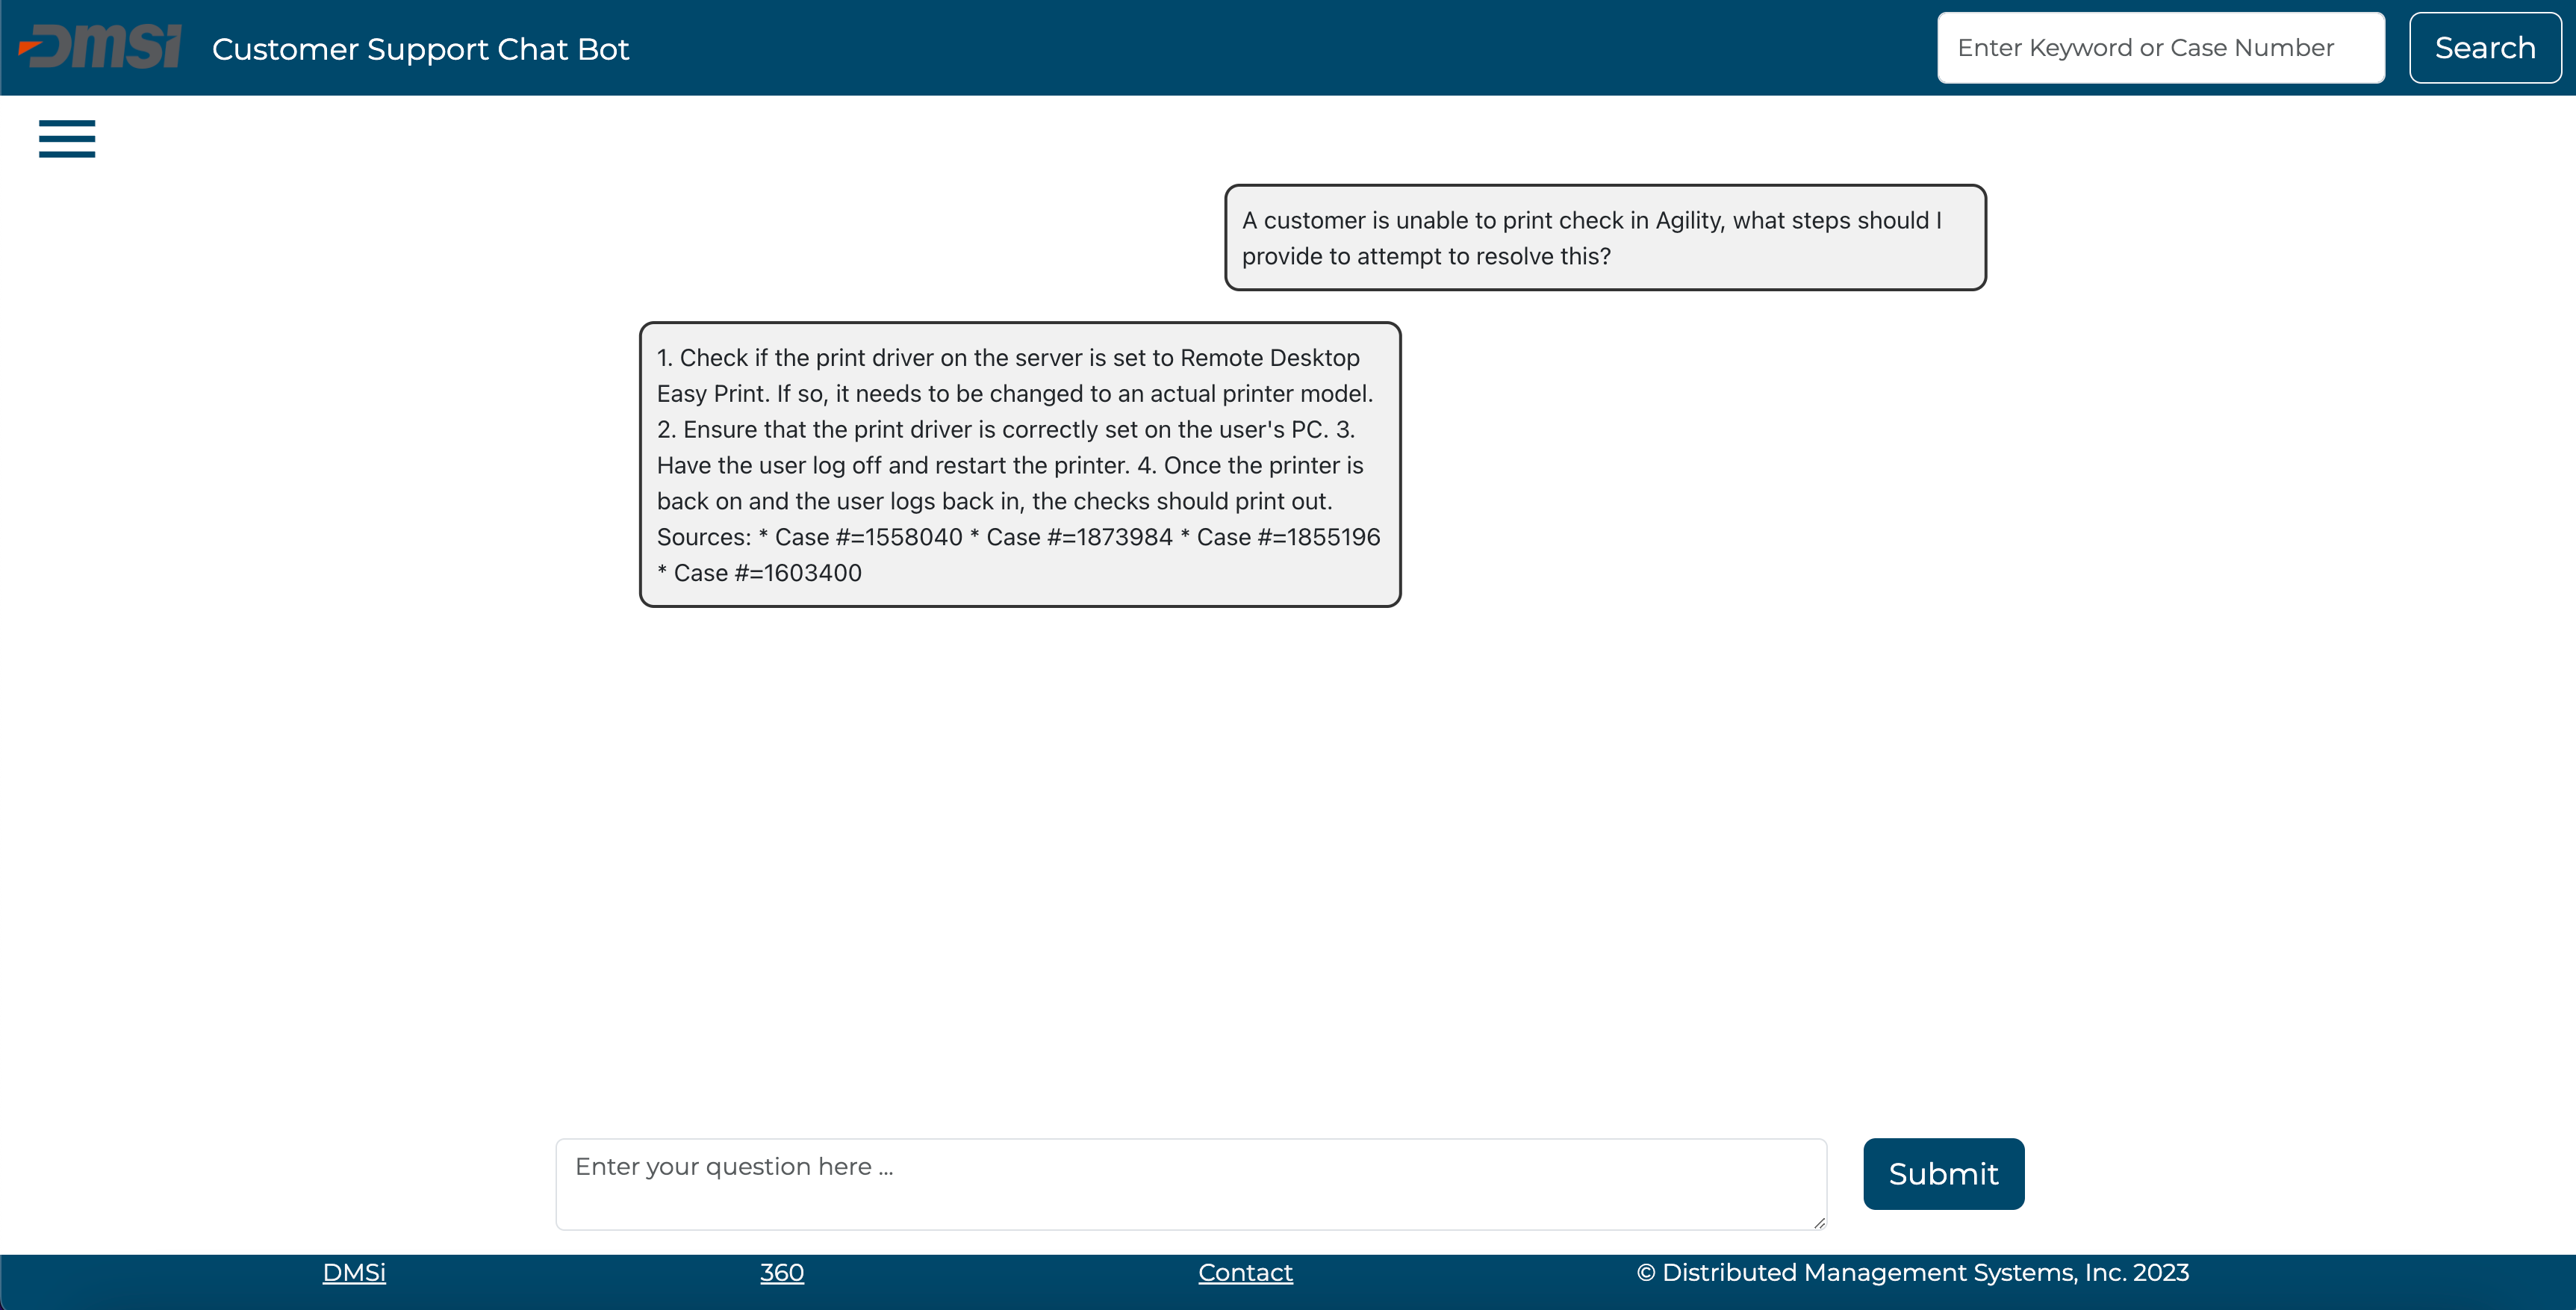 DMSi
Customer Support Chat Bot
Enter Keyword or Case Number
Search
A customer is unable to print check in Agility, what steps should I
provide to attempt to resolve this?
1. Check if the print driver on the server is set to Remote Desktop
Easy Print. If so, it needs to be changed to an actual printer model.
2. Ensure that the print driver is correctly set on the user's PC. 3.
Have the user log off and restart the printer. 4. Once the printer is
back on and the user logs back in, the checks should print out.
Sources: * Case #=1558040 * Case #=1873984 * Case #=1855196
* Case #=1603400
Enter your question here ...
Submit
DMSi
360
Contact
© Distributed Management Systems, Inc. 2023